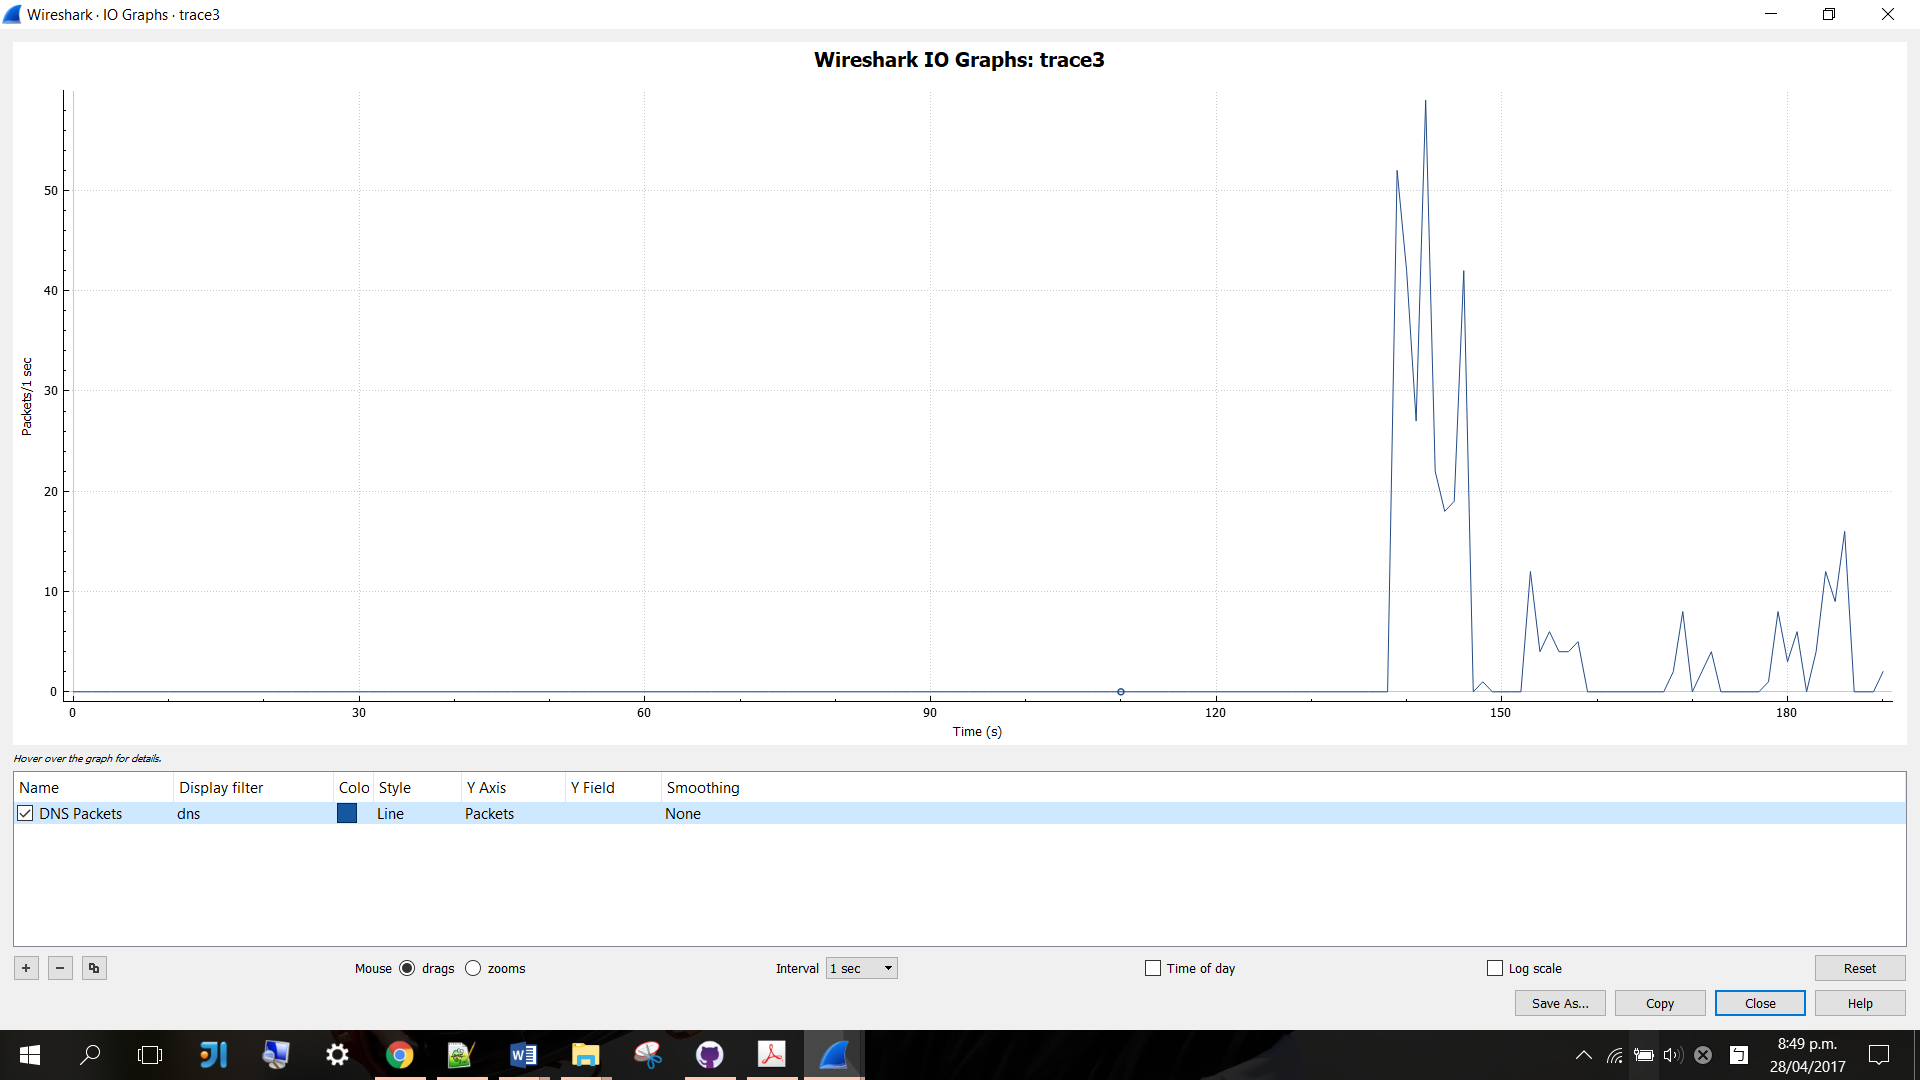 Wireshark · IO Graphs · trace3
Wireshark IO Graphs: trace3
Packets/1 sec
50
40
30
20
10
0
0 30 60 90 120 150 180
Time (s)
Hover over the graph for details.
Name Display filter Colo Style Y Axis Y Field Smoothing
DNS Packets dns Line Packets None
Mouse drags zooms Interval 1 sec Time of day Log scale Reset
Save As... Copy Close Help
8:49 p.m.
28/04/2017